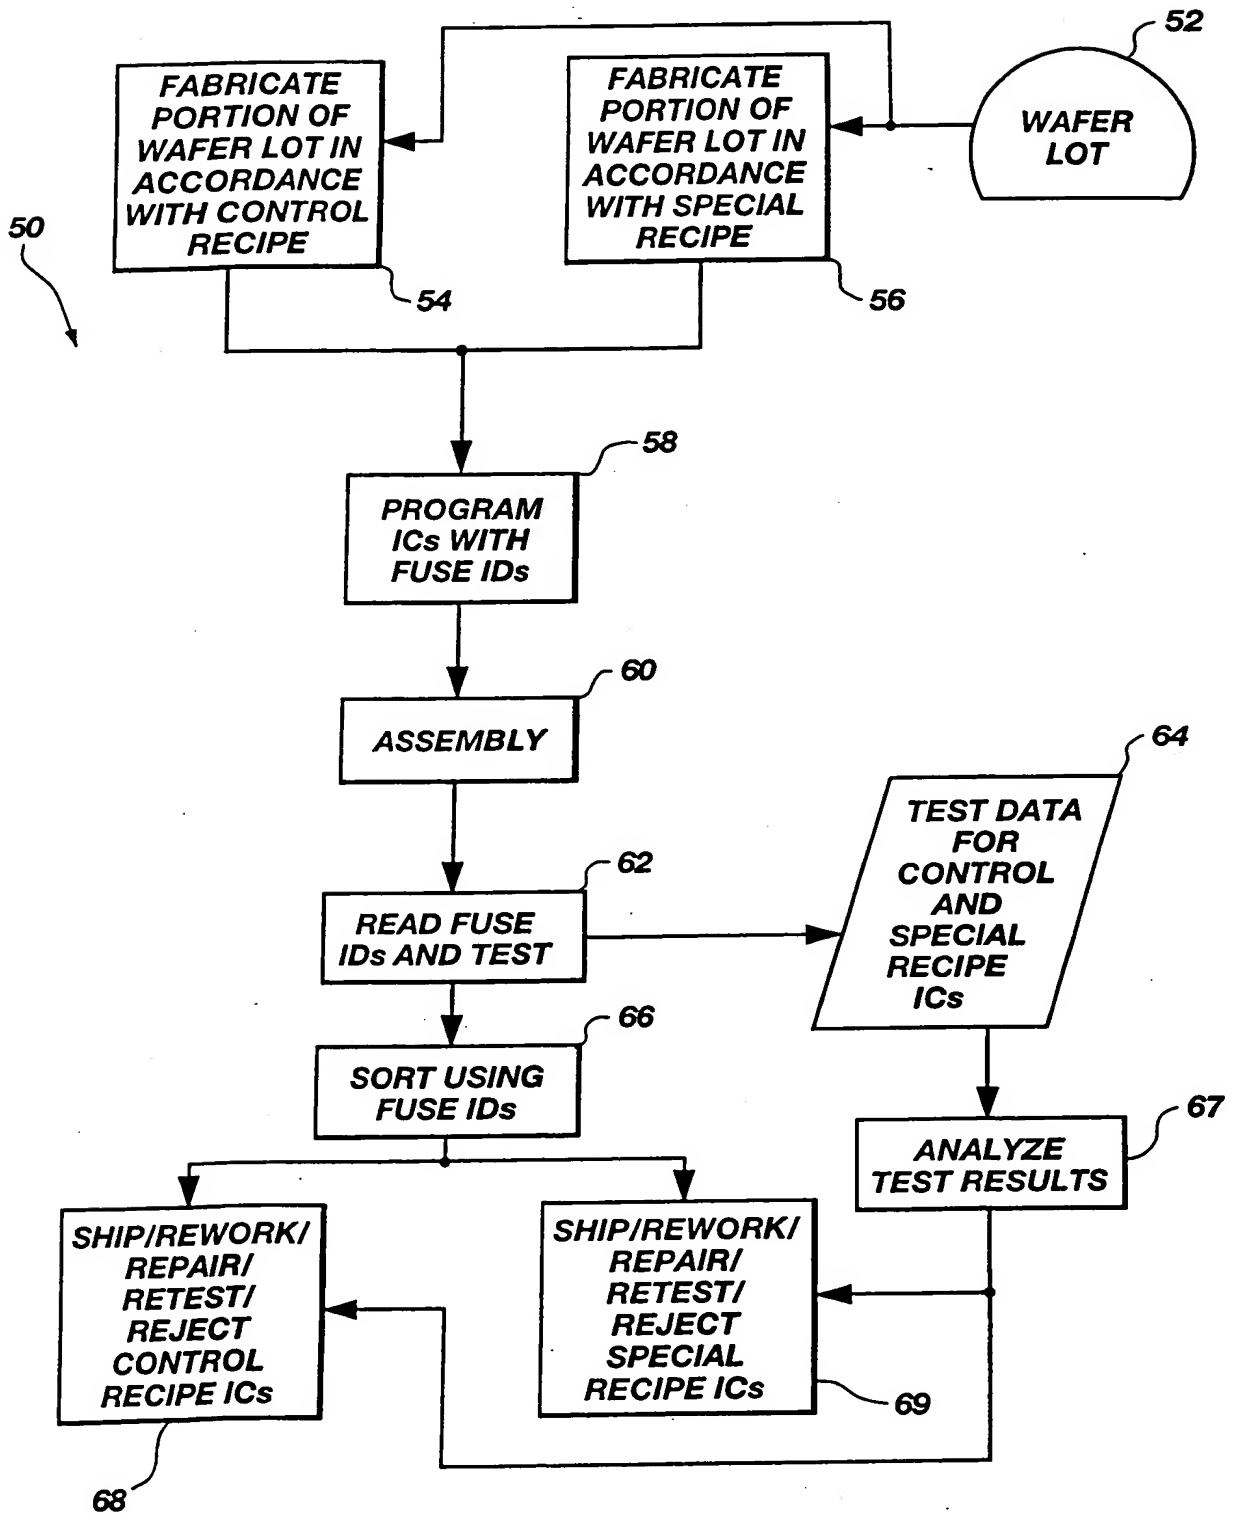 52
WAFER
LOT
FABRICATE
PORTION OF
WAFER LOT IN
ACCORDANCE
WITH CONTROL
RECIPE
54
FABRICATE
PORTION OF
WAFER LOT IN
ACCORDANCE
WITH SPECIAL
RECIPE
56
50
58
PROGRAM
ICs WITH
FUSE IDs
60
ASSEMBLY
62
READ FUSE
IDs AND TEST
64
TEST DATA
FOR
CONTROL
AND
SPECIAL
RECIPE
ICs
66
SORT USING
FUSE IDs
67
ANALYZE
TEST RESULTS
SHIP/REWORK/
REPAIR/
RETEST/
REJECT
CONTROL
RECIPE ICs
68
SHIP/REWORK/
REPAIR/
RETEST/
REJECT
SPECIAL
RECIPE ICs
69